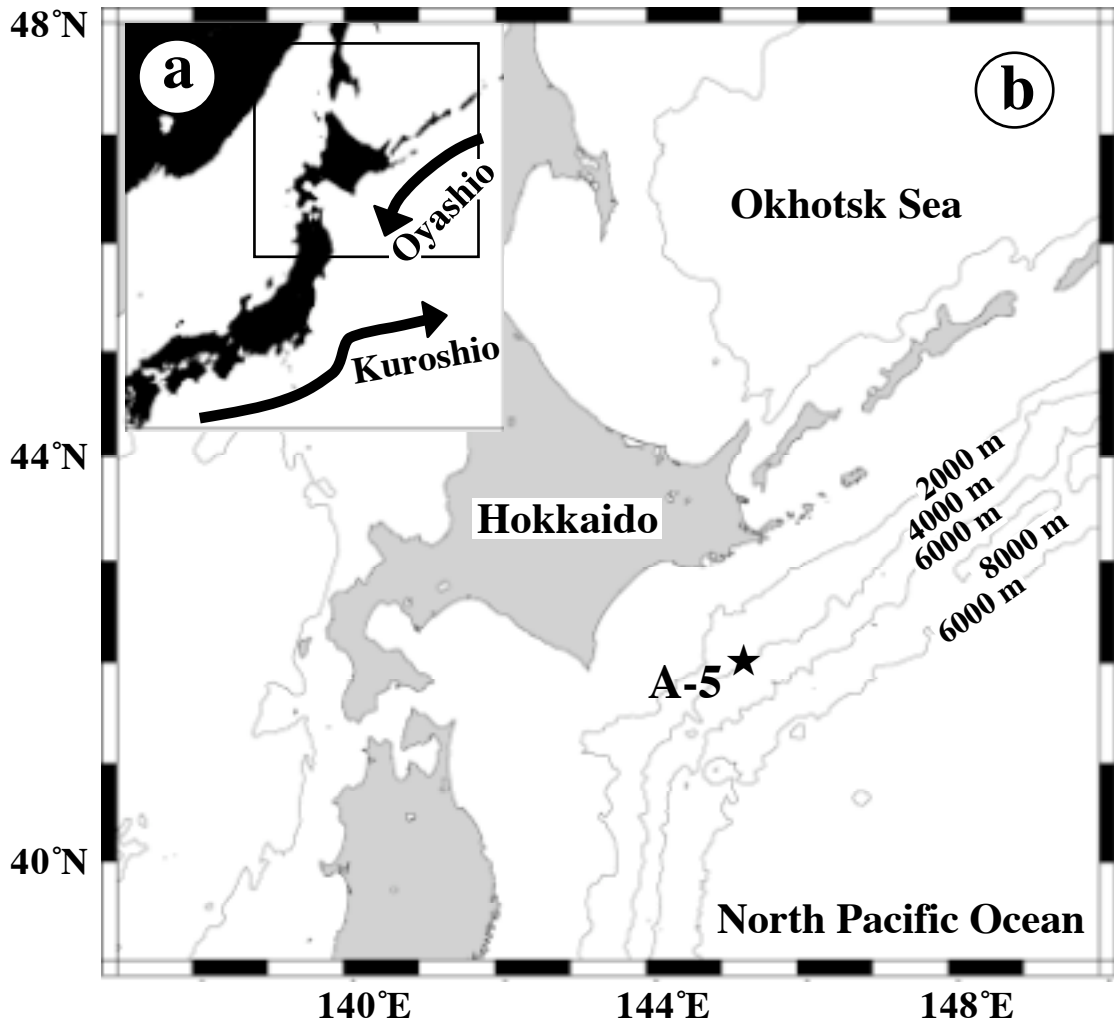 48°N
a
b
Okhotsk Sea
Oyashio
Kuroshio
44°N
2000 m
4000 m
6000 m
8000 m
6000 m
Hokkaido
A-5
40°N
North Pacific Ocean
140°E
144°E
148°E